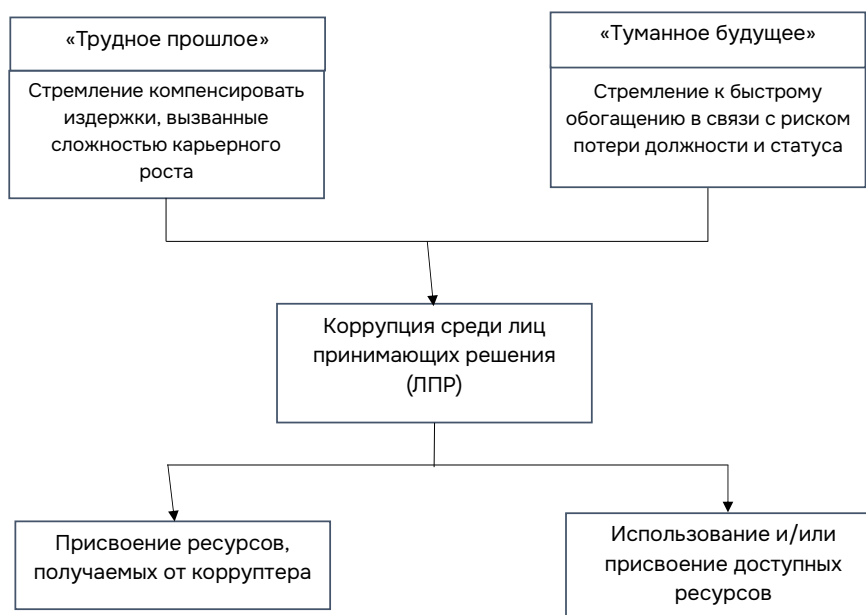 «Трудное прошлое»
Стремление компенсировать
издержки, вызванные
сложностью карьерного
роста
«Туманное будущее»
Стремление к быстрому
обогащению в связи с риском
потери должности и статуса
Коррупция среди лиц
принимающих решения
(ЛПР)
Присвоение ресурсов,
получаемых от корруптера
Использование и/или
присвоение доступных
ресурсов